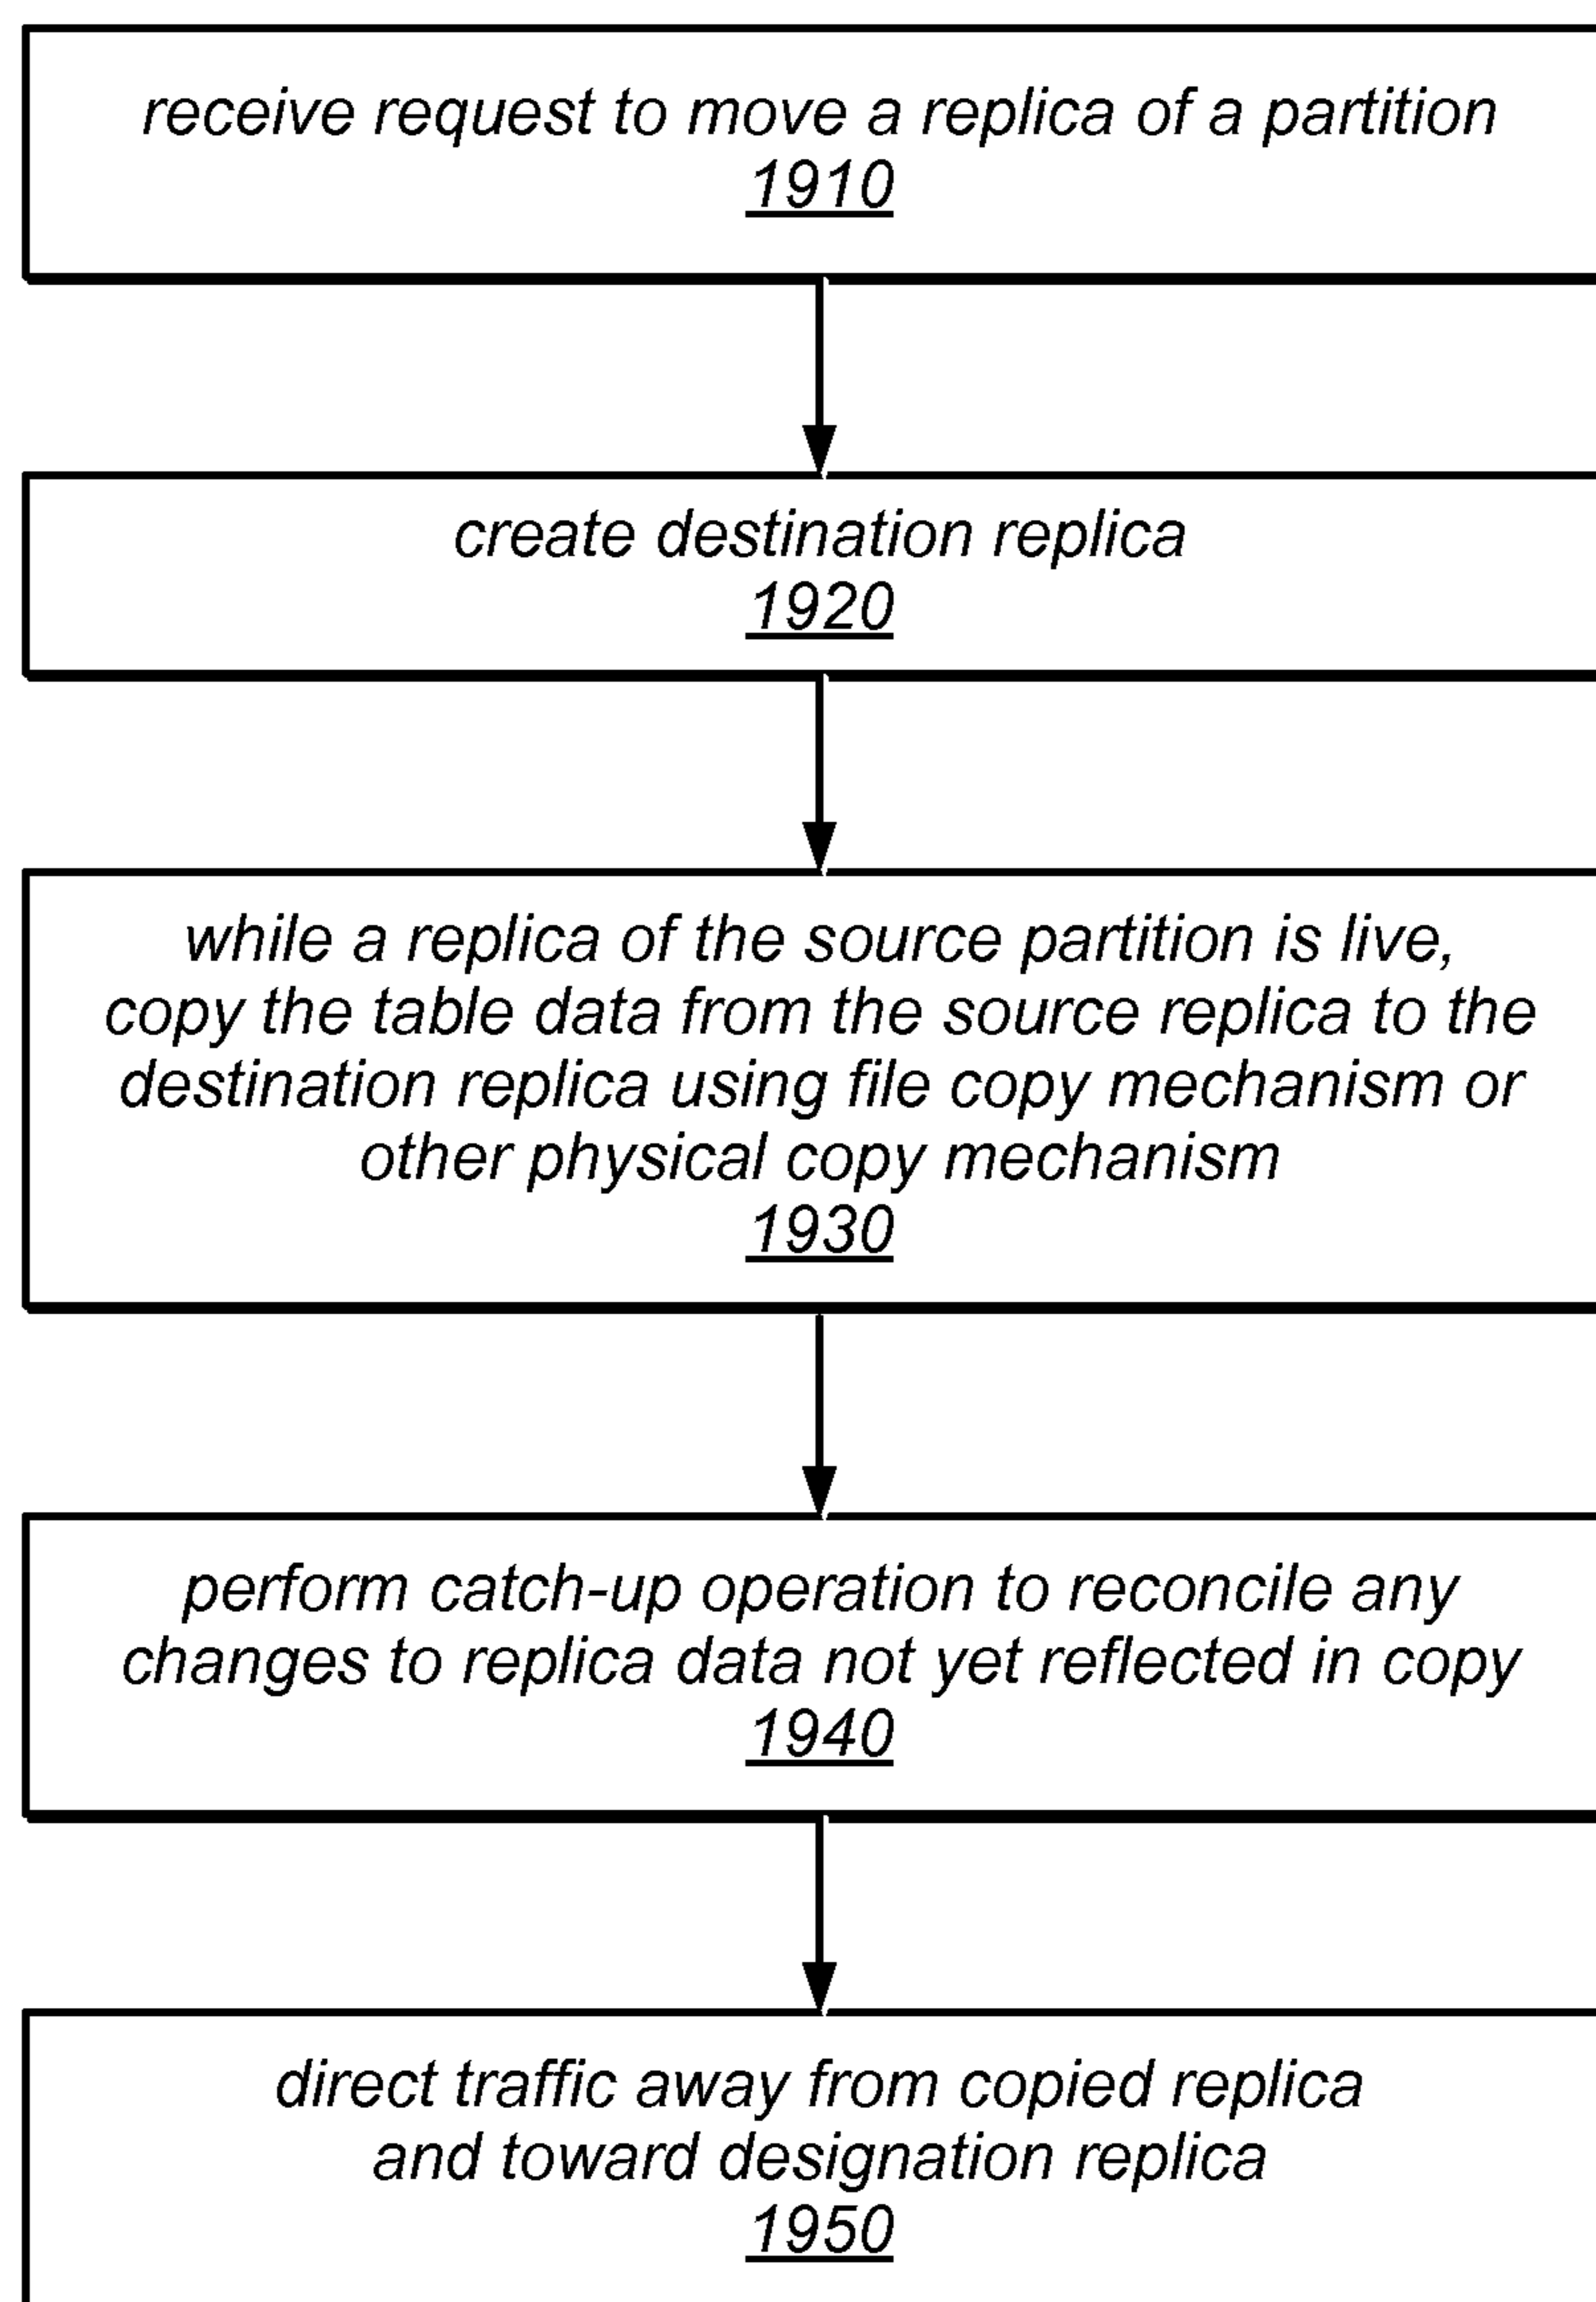 receive request to move a replica of a partition
1910
create destination replica
1920
while a replica of the source partition is live,
copy the table data from the source replica to the
destination replica using file copy mechanism or
other physical copy mechanism
1930
perform catch-up operation to reconcile any
changes to replica data not yet reflected in copy
1940
direct traffic away from copied replica
and toward designation replica
1950